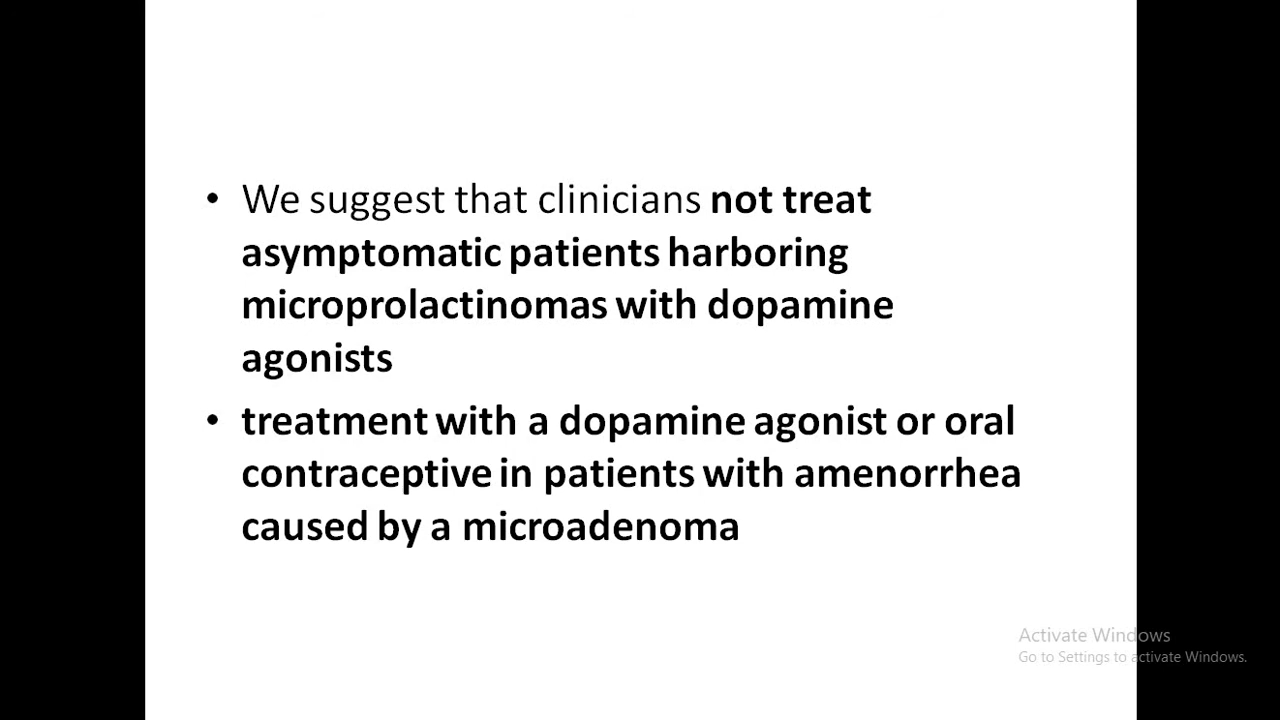 • We suggest that clinicians not treat
asymptomatic patients harboring
microprolactinomas with dopamine
agonists
• treatment with a dopamine agonist or oral
contraceptive in patients with amenorrhea
caused by a microadenoma
Activate Windows
Go to Settings to activate Windows.